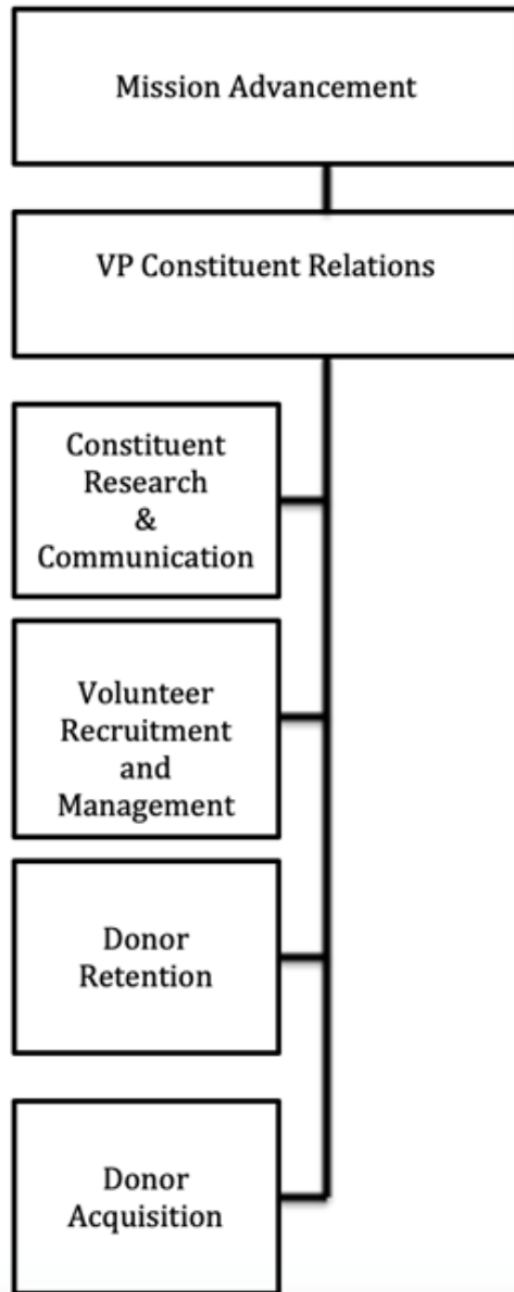 Mission Advancement
VP Constituent Relations
Constituent
Research
&
Communication
Volunteer
Recruitment
and
Management
Donor
Retention
Donor
Acquisition